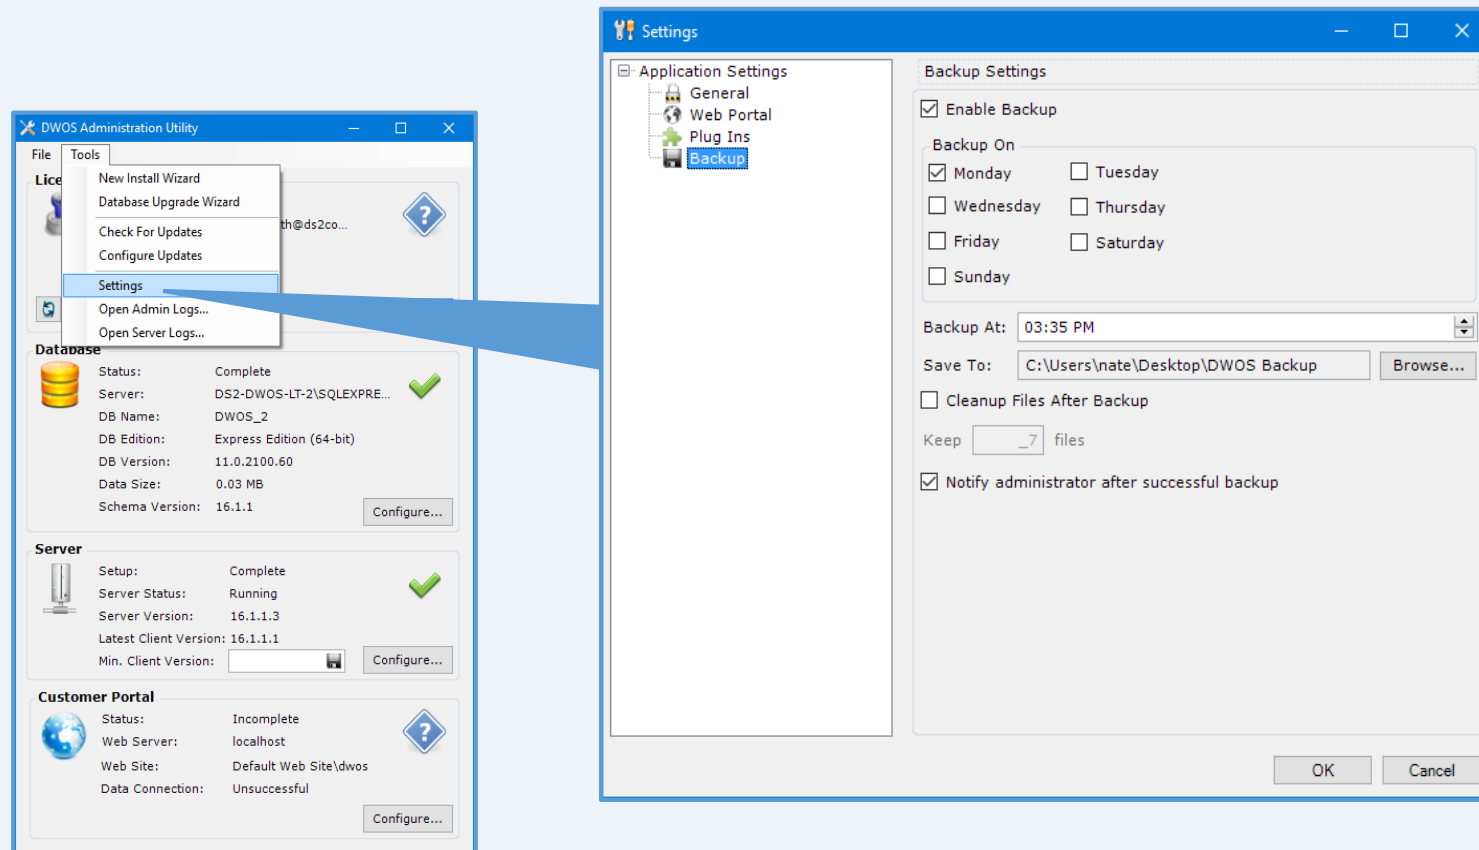 DWOS Administration Utility
File Tools
New Install Wizard
Database Upgrade Wizard
Check For Updates
Configure Updates
Settings
Open Admin Logs...
Open Server Logs...
Lice
th@ds2co...
Database
Status: Complete
Server: DS2-DWOS-LT-2\SQLEXPRE...
DB Name: DWOS_2
DB Edition: Express Edition (64-bit)
DB Version: 11.0.2100.60
Data Size: 0.03 MB
Schema Version: 16.1.1
Configure...
Server
Setup: Complete
Server Status: Running
Server Version: 16.1.1.3
Latest Client Version: 16.1.1.1
Min. Client Version:
Configure...
Customer Portal
Status: Incomplete
Web Server: localhost
Web Site: Default Web Site\dwos
Data Connection: Unsuccessful
Configure...
Settings
Application Settings
General
Web Portal
Plug Ins
Backup
Backup Settings
Enable Backup
Backup On
Monday Tuesday
Wednesday Thursday
Friday Saturday
Sunday
Backup At: 03:35 PM
Save To: C:\Users\nate\Desktop\DWOS Backup Browse...
Cleanup Files After Backup
Keep _7 files
Notify administrator after successful backup
OK Cancel